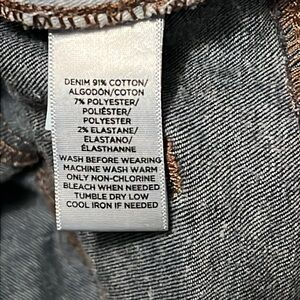 DENIM 91% COTTON/
ALGODÓN/COTON
7% POLYESTER/
POLIÉSTER/
POLYESTER
2% ELASTANE/
ELASTANO/
ÉLASTHANNE
WASH BEFORE WEARING
MACHINE WASH WARM
ONLY NON-CHLORINE
BLEACH WHEN NEEDED
TUMBLE DRY LOW
COOL IRON IF NEEDED